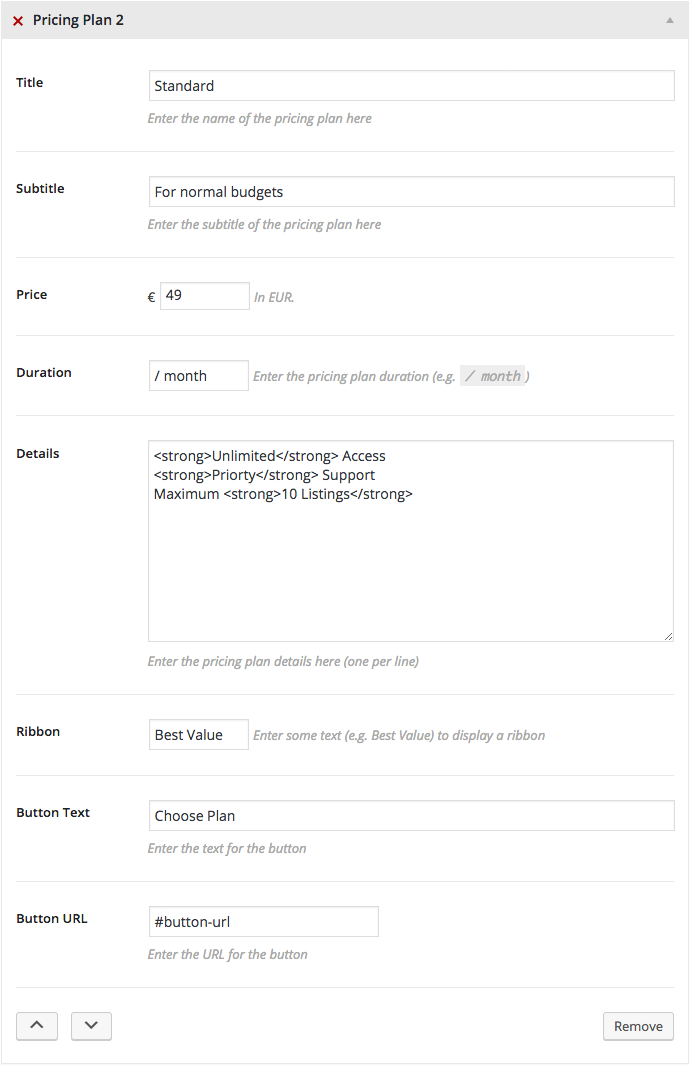 Pricing Plan 2
Title
Standard
Enter the name of the pricing plan here
Subtitle
For normal budgets
Enter the subtitle of the pricing plan here
Price
€ 49 In EUR.
Duration
/ month Enter the pricing plan duration (e.g. / month )
Details
<strong>Unlimited</strong> Access
<strong>Priorty</strong> Support
Maximum <strong>10 Listings</strong>
Enter the pricing plan details here (one per line)
Ribbon
Best Value Enter some text (e.g. Best Value) to display a ribbon
Button Text
Choose Plan
Enter the text for the button
Button URL
#button-url
Enter the URL for the button
Remove